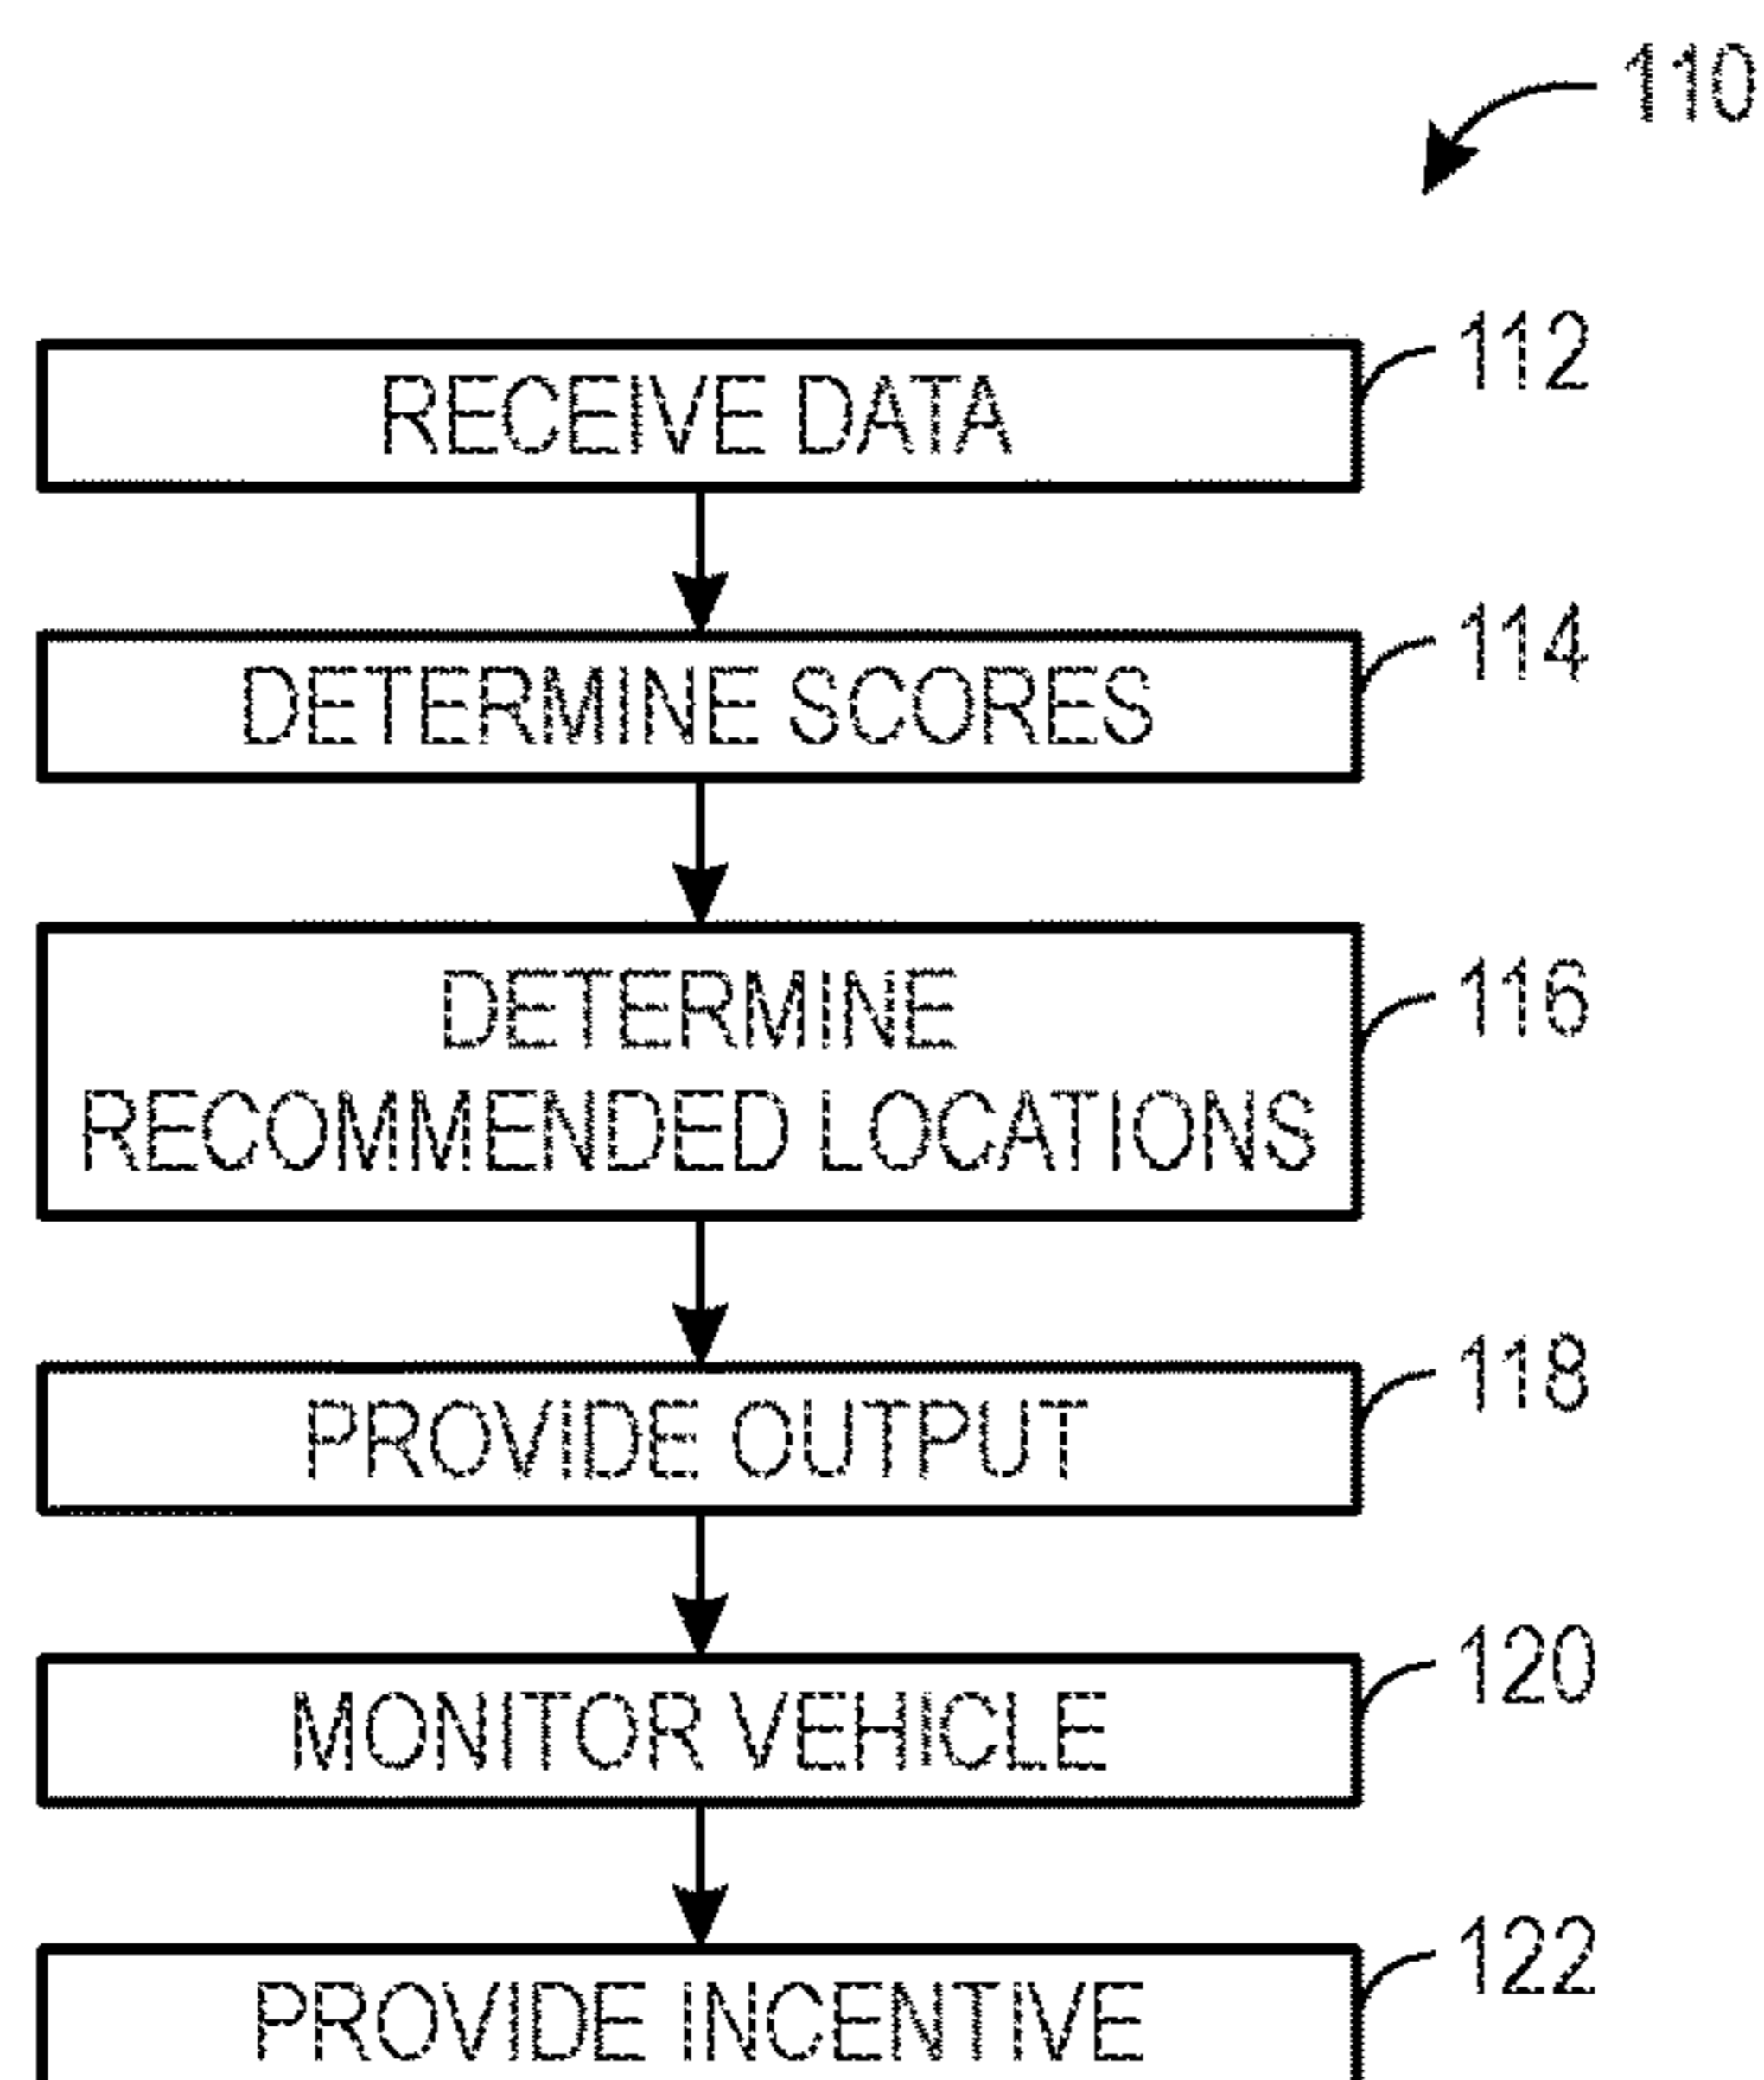 110
RECEIVE DATA
112
DETERMINE SCORES
114
DETERMINE
RECOMMENDED LOCATIONS
116
PROVIDE OUTPUT
118
MONITOR VEHICLE
120
PROVIDE INCENTIVE
122